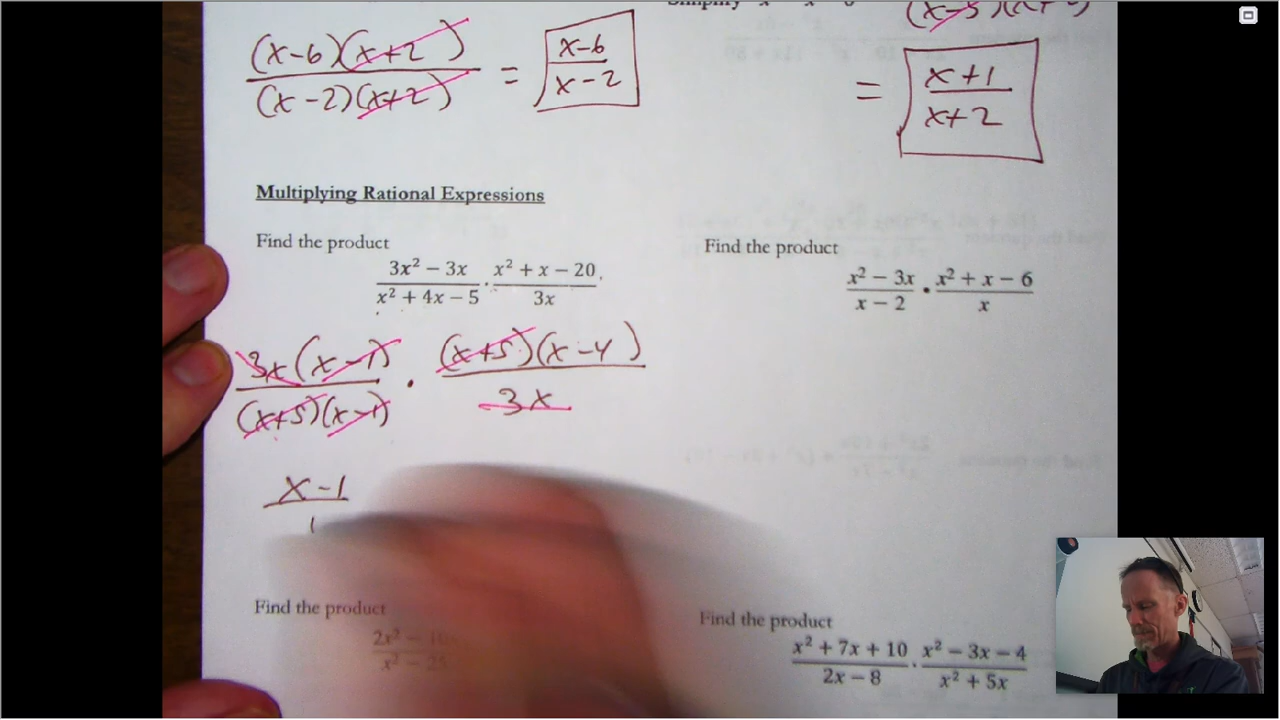 (x-6)(x+2)
(x-2)(x+2)
= x-6
x-2
= x+1
x+2
Multiplying Rational Expressions
Find the product
3x² − 3x
x² + 4x − 5
·
x² + x − 20
3x
3x(x-1)
(x+5)(x-1)
·
(x+5)(x-4)
3x
x-1
Find the product
x² − 3x
x − 2
•
x² + x − 6
x
Find the product
Find the product
x² + 7x + 10
2x − 8
·
x² − 3x − 4
x² + 5x